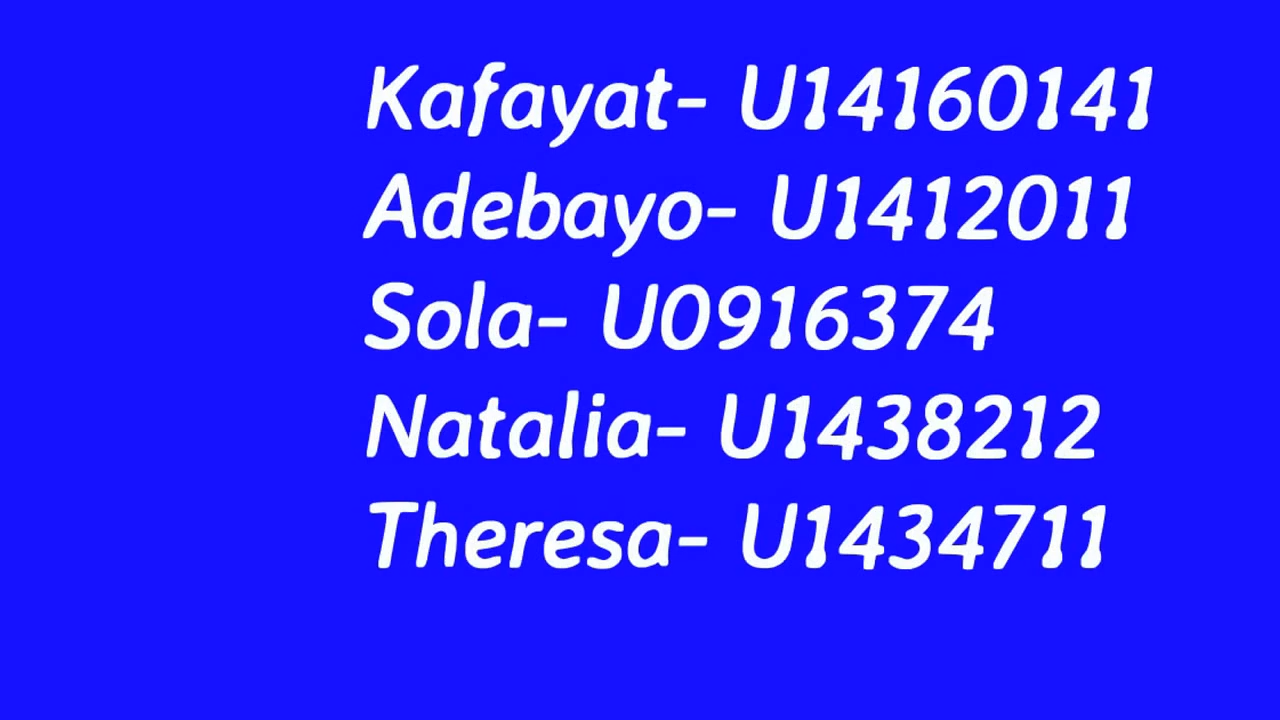 Kafayat- U14160141
Adebayo- U1412011
Sola- U0916374
Natalia- U1438212
Theresa- U1434711